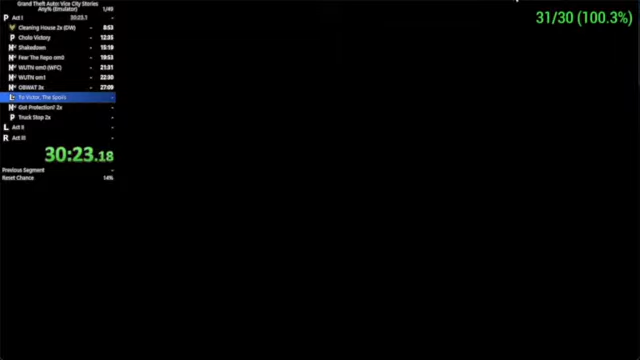 Grand Theft Auto: Vice City Stories
Any% (Emulator) 1/49
Act I 30:23.1
Cleaning House 2x (DW) - 8:53
Cholo Victory - 12:35
Shakedown - 15:19
Fear The Repo om0 - 19:53
WUTN om0 (WFC) - 21:31
WUTN om1 - 22:30
OBWAT 3x - 27:09
To Victor, The Spoils -
Got Protection? 2x -
Truck Stop 2x -
Act II -
Act III -
30:23.18
Previous Segment -
Reset Chance 14%
31/30 (100.3%)